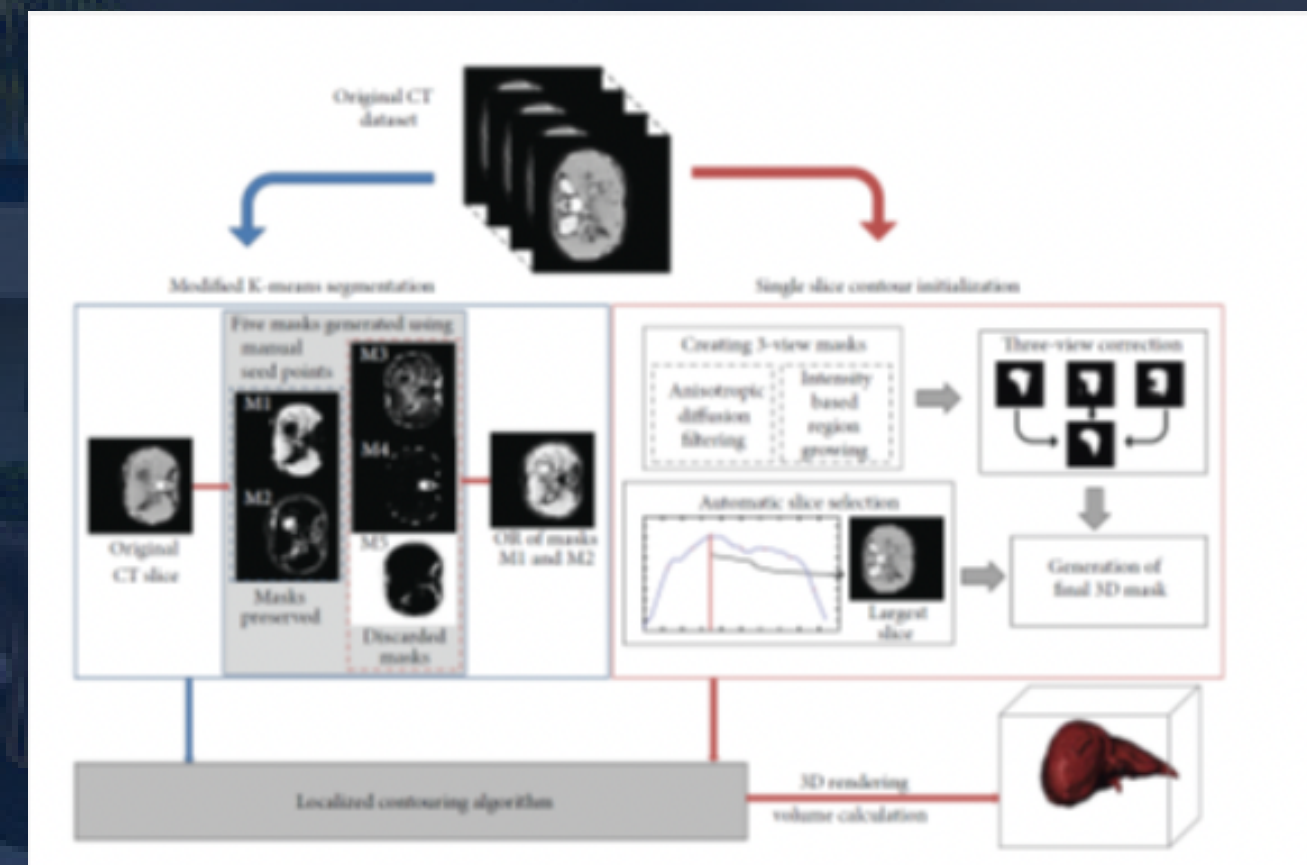 Original CT
dataset
Modified K-means segmentation
Single slice contour initialization
Five masks generated using
manual
seed points
M1
M2
M3
M4
M5
Original
CT slice
Masks
preserved
Discarded
masks
OR of masks
M1 and M2
Creating 3-view masks
Anisotropic
diffusion
filtering
Intensity
based
region
growing
Three-view correction
Automatic slice selection
Largest
slice
Generation of
final 3D mask
Localized contouring algorithm
3D rendering
volume calculation